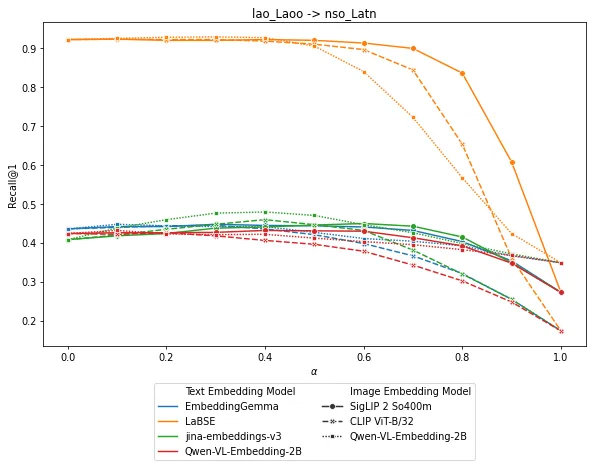 lao_Laoo -> nso_Latn
Recall@1
0.9
0.8
0.7
0.6
0.5
0.4
0.3
0.2
0.0 0.2 0.4 0.6 0.8 1.0
α
Text Embedding Model
EmbeddingGemma
LaBSE
jina-embeddings-v3
Qwen-VL-Embedding-2B
Image Embedding Model
SigLIP 2 So400m
CLIP ViT-B/32
Qwen-VL-Embedding-2B